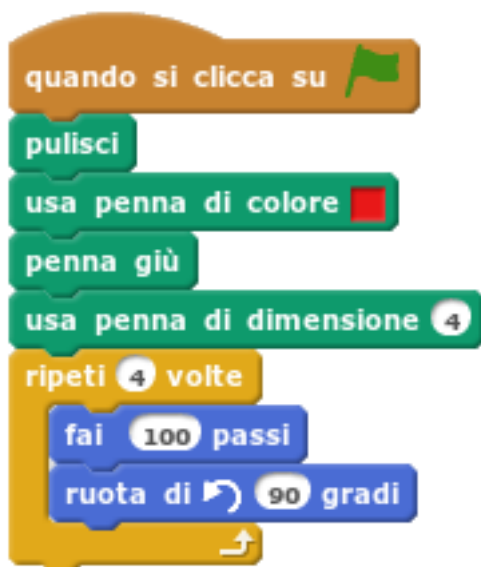 quando si clicca su
pulisci
usa penna di colore
penna giù
usa penna di dimensione 4
ripeti 4 volte
fai 100 passi
ruota di 90 gradi